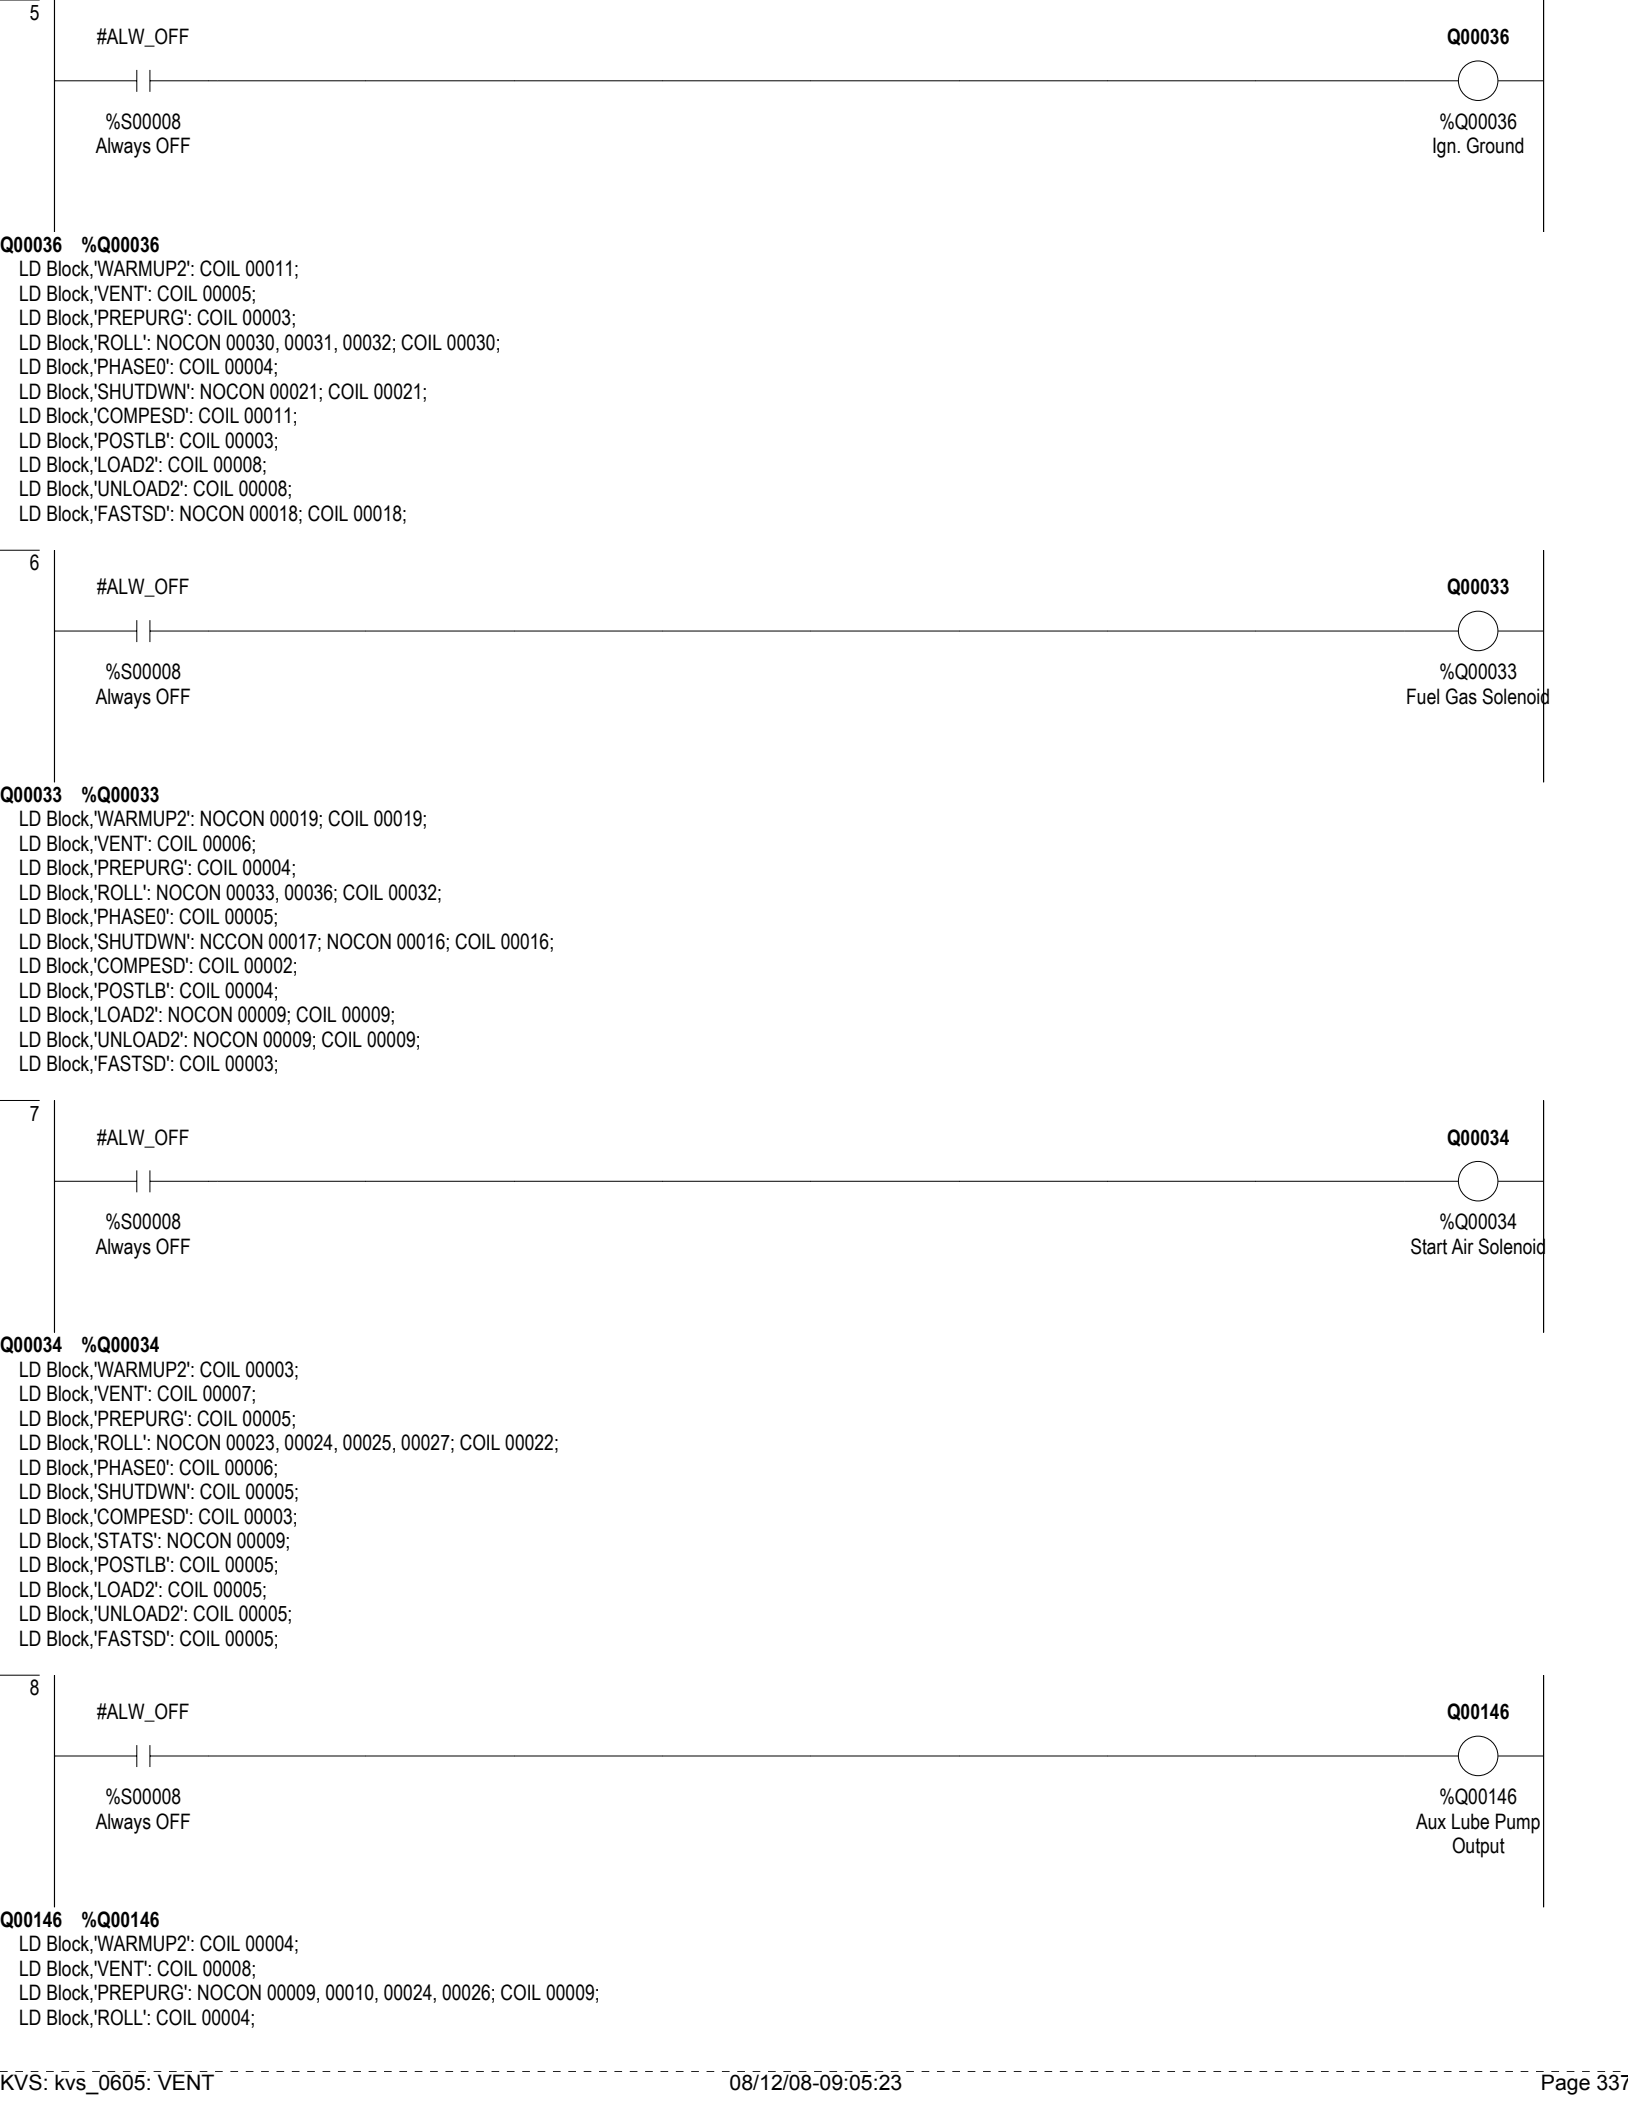 5
#ALW_OFF Q00036
%S00008 %Q00036
Always OFF Ign. Ground
Q00036 %Q00036
LD Block,'WARMUP2': COIL 00011;
LD Block,'VENT': COIL 00005;
LD Block,'PREPURG': COIL 00003;
LD Block,'ROLL': NOCON 00030, 00031, 00032; COIL 00030;
LD Block,'PHASE0': COIL 00004;
LD Block,'SHUTDWN': NOCON 00021; COIL 00021;
LD Block,'COMPESD': COIL 00011;
LD Block,'POSTLB': COIL 00003;
LD Block,'LOAD2': COIL 00008;
LD Block,'UNLOAD2': COIL 00008;
LD Block,'FASTSD': NOCON 00018; COIL 00018;
6
#ALW_OFF Q00033
%S00008 %Q00033
Always OFF Fuel Gas Solenoid
Q00033 %Q00033
LD Block,'WARMUP2': NOCON 00019; COIL 00019;
LD Block,'VENT': COIL 00006;
LD Block,'PREPURG': COIL 00004;
LD Block,'ROLL': NOCON 00033, 00036; COIL 00032;
LD Block,'PHASE0': COIL 00005;
LD Block,'SHUTDWN': NCCON 00017; NOCON 00016; COIL 00016;
LD Block,'COMPESD': COIL 00002;
LD Block,'POSTLB': COIL 00004;
LD Block,'LOAD2': NOCON 00009; COIL 00009;
LD Block,'UNLOAD2': NOCON 00009; COIL 00009;
LD Block,'FASTSD': COIL 00003;
7
#ALW_OFF Q00034
%S00008 %Q00034
Always OFF Start Air Solenoid
Q00034 %Q00034
LD Block,'WARMUP2': COIL 00003;
LD Block,'VENT': COIL 00007;
LD Block,'PREPURG': COIL 00005;
LD Block,'ROLL': NOCON 00023, 00024, 00025, 00027; COIL 00022;
LD Block,'PHASE0': COIL 00006;
LD Block,'SHUTDWN': COIL 00005;
LD Block,'COMPESD': COIL 00003;
LD Block,'STATS': NOCON 00009;
LD Block,'POSTLB': COIL 00005;
LD Block,'LOAD2': COIL 00005;
LD Block,'UNLOAD2': COIL 00005;
LD Block,'FASTSD': COIL 00005;
8
#ALW_OFF Q00146
%S00008 %Q00146
Always OFF Aux Lube Pump
Output
Q00146 %Q00146
LD Block,'WARMUP2': COIL 00004;
LD Block,'VENT': COIL 00008;
LD Block,'PREPURG': NOCON 00009, 00010, 00024, 00026; COIL 00009;
LD Block,'ROLL': COIL 00004;
KVS: kvs_0605: VENT 08/12/08-09:05:23 Page 337